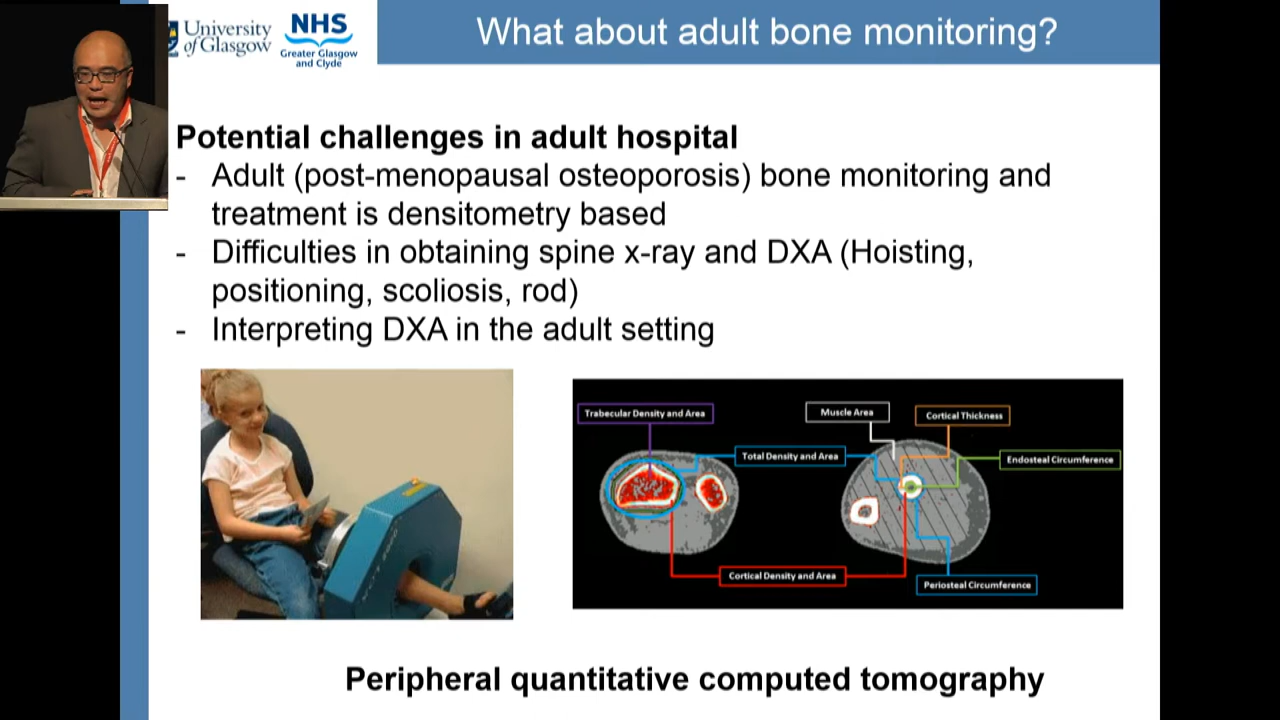 University
of Glasgow
NHS
Greater Glasgow
and Clyde
What about adult bone monitoring?
Potential challenges in adult hospital
- Adult (post-menopausal osteoporosis) bone monitoring and
treatment is densitometry based
- Difficulties in obtaining spine x-ray and DXA (Hoisting,
positioning, scoliosis, rod)
- Interpreting DXA in the adult setting
Trabecular Density and Area
Muscle Area
Cortical Thickness
Total Density and Area
Endosteal Circumference
Cortical Density and Area
Periosteal Circumference
Peripheral quantitative computed tomography